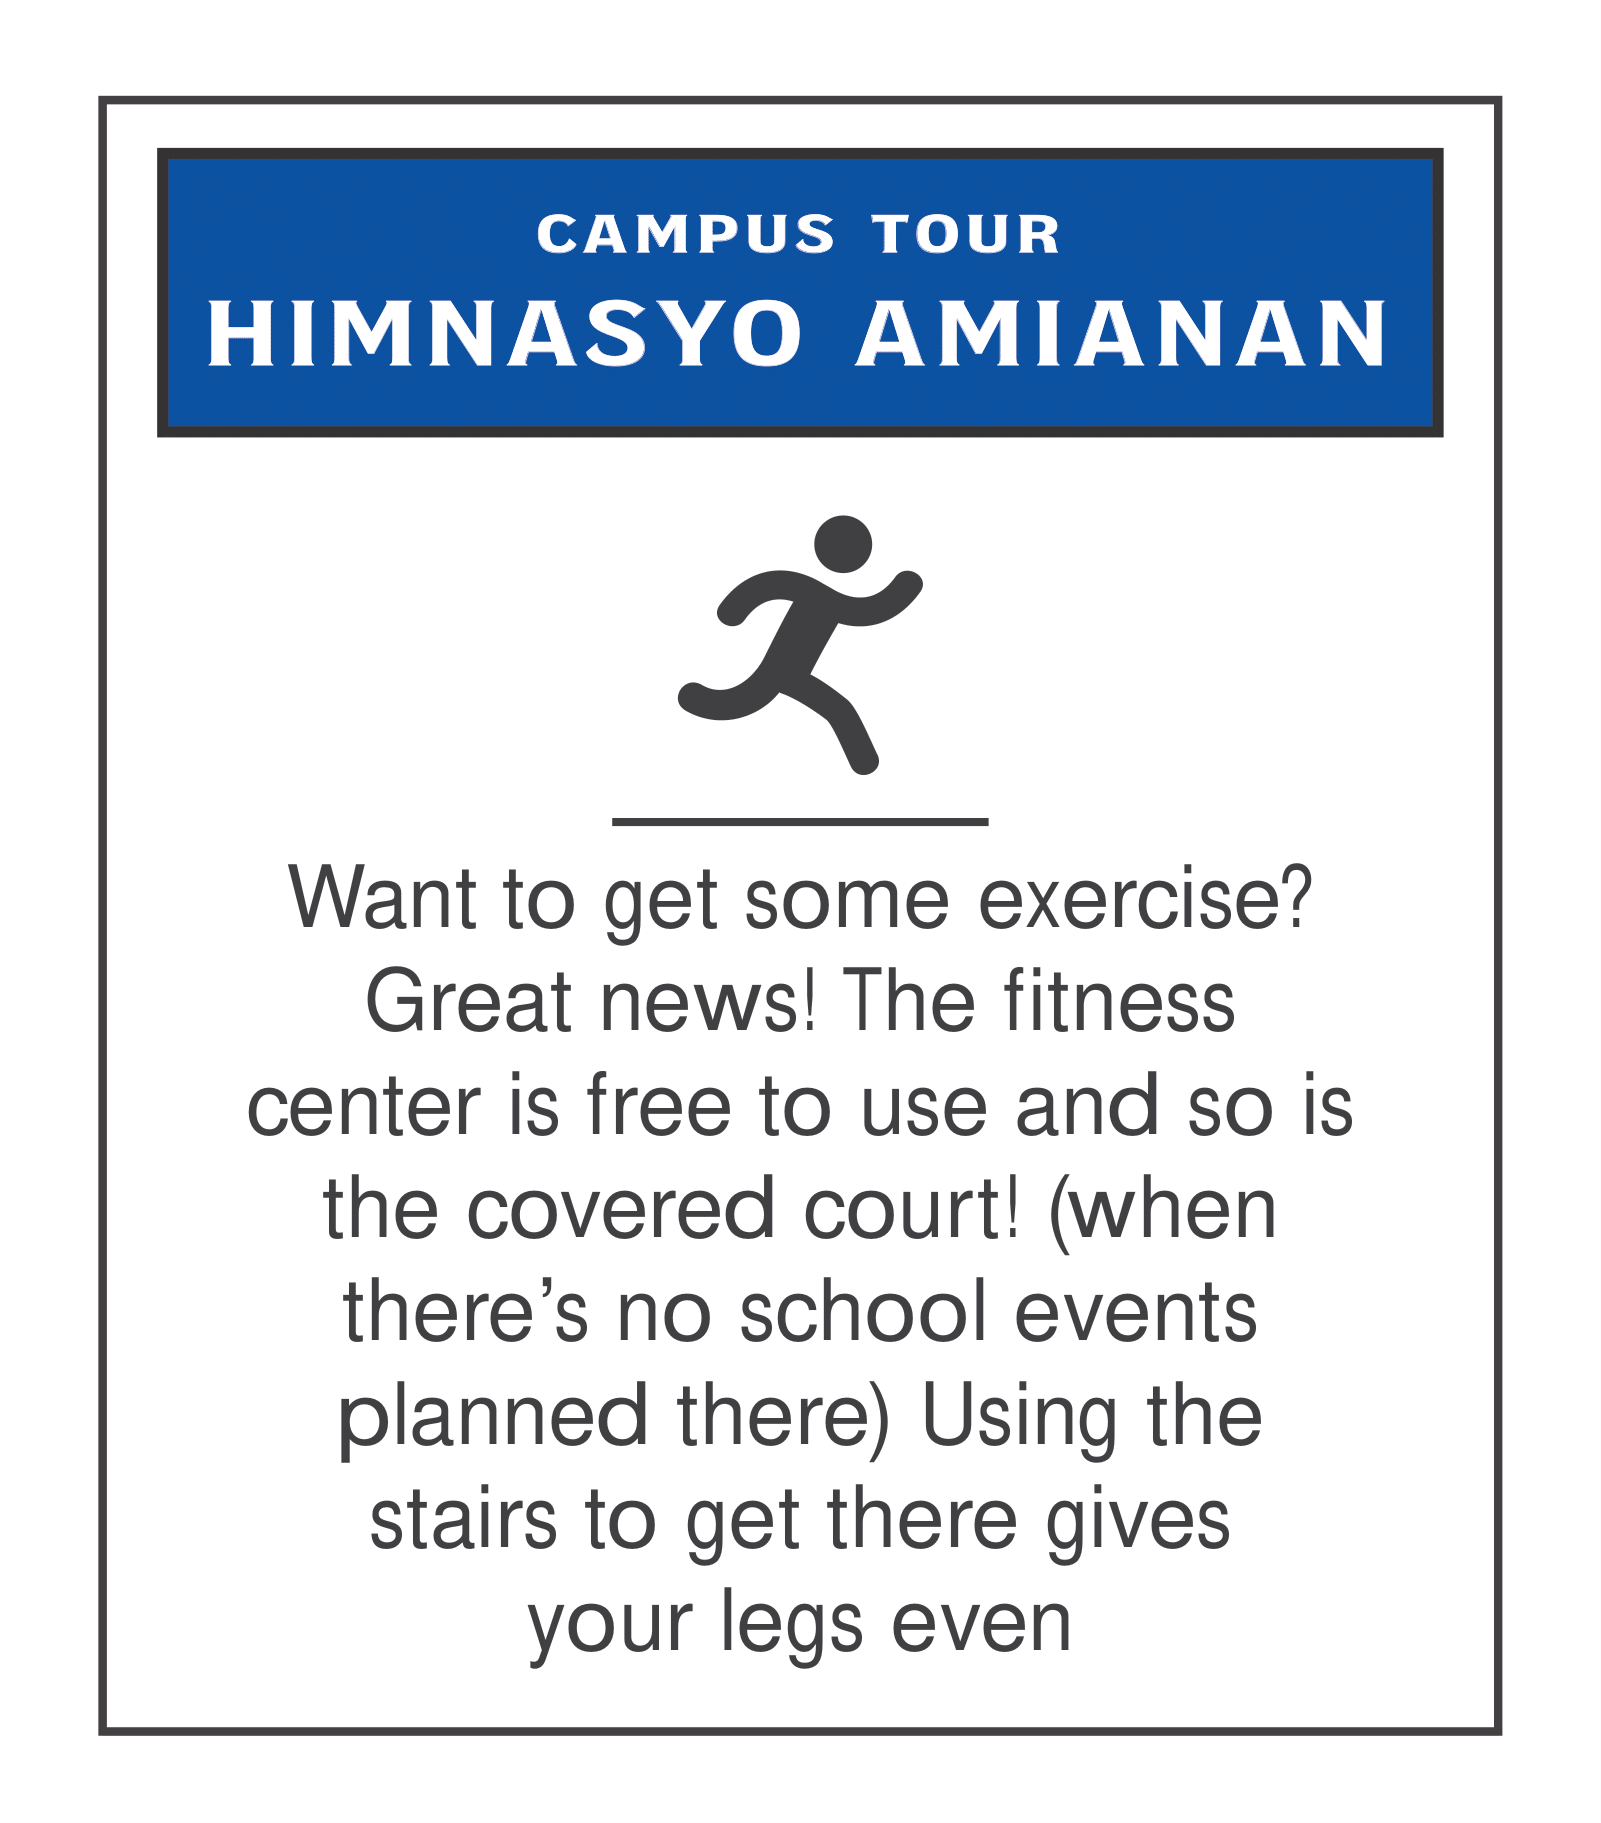 CAMPUS TOUR
HIMNASYO AMIANAN
Want to get some exercise?
Great news! The fitness
center is free to use and so is
the covered court! (when
there’s no school events
planned there) Using the
stairs to get there gives
your legs even